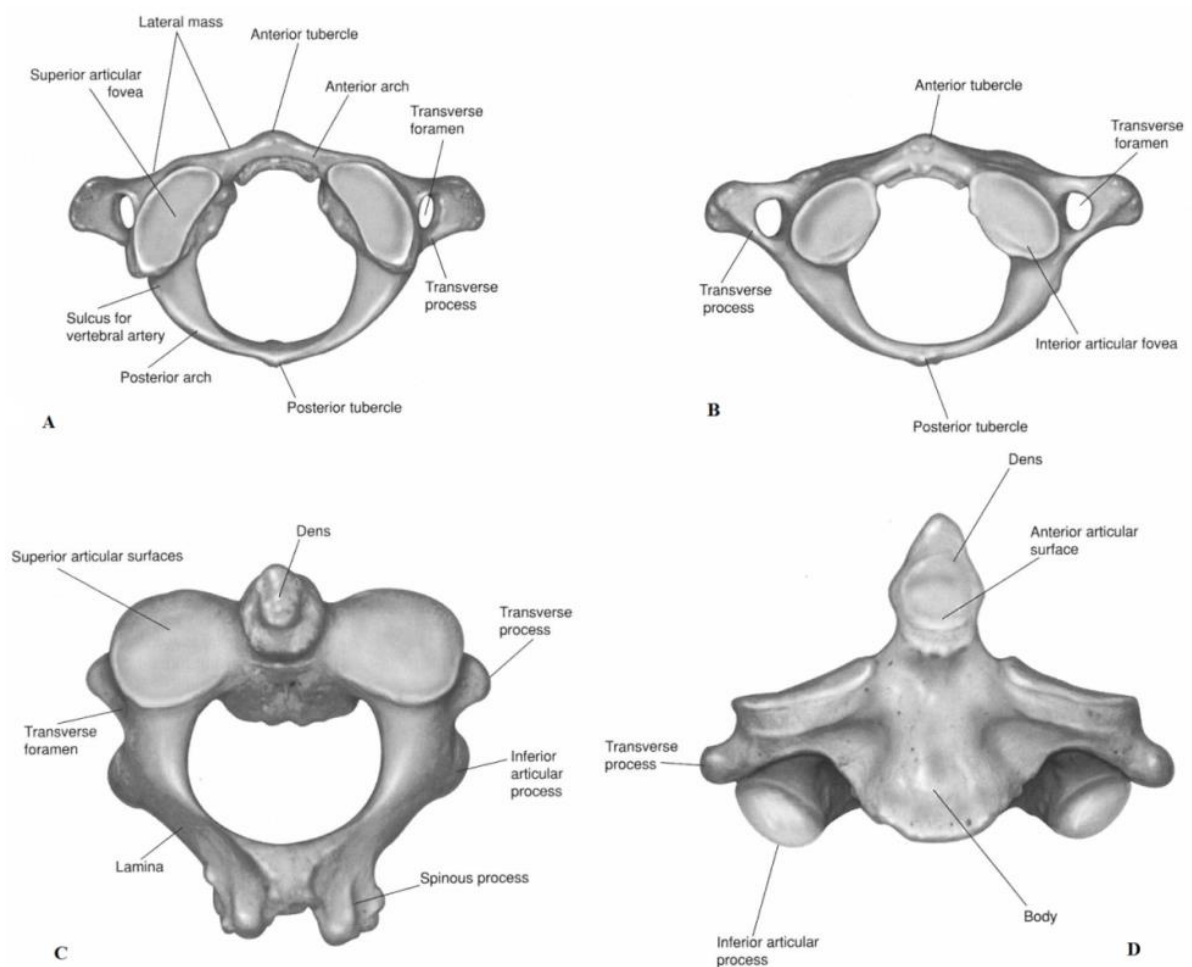 Lateral mass
Anterior tubercle
Superior articular
fovea
Anterior arch
Transverse
foramen
Transverse
process
Sulcus for
vertebral artery
Posterior arch
Posterior tubercle
A
Anterior tubercle
Transverse
foramen
Transverse
process
Interior articular fovea
Posterior tubercle
B
Dens
Superior articular surfaces
Transverse
process
Transverse
foramen
Inferior
articular
process
Lamina
Spinous process
C
Dens
Anterior articular
surface
Transverse
process
Body
Inferior articular
process
D